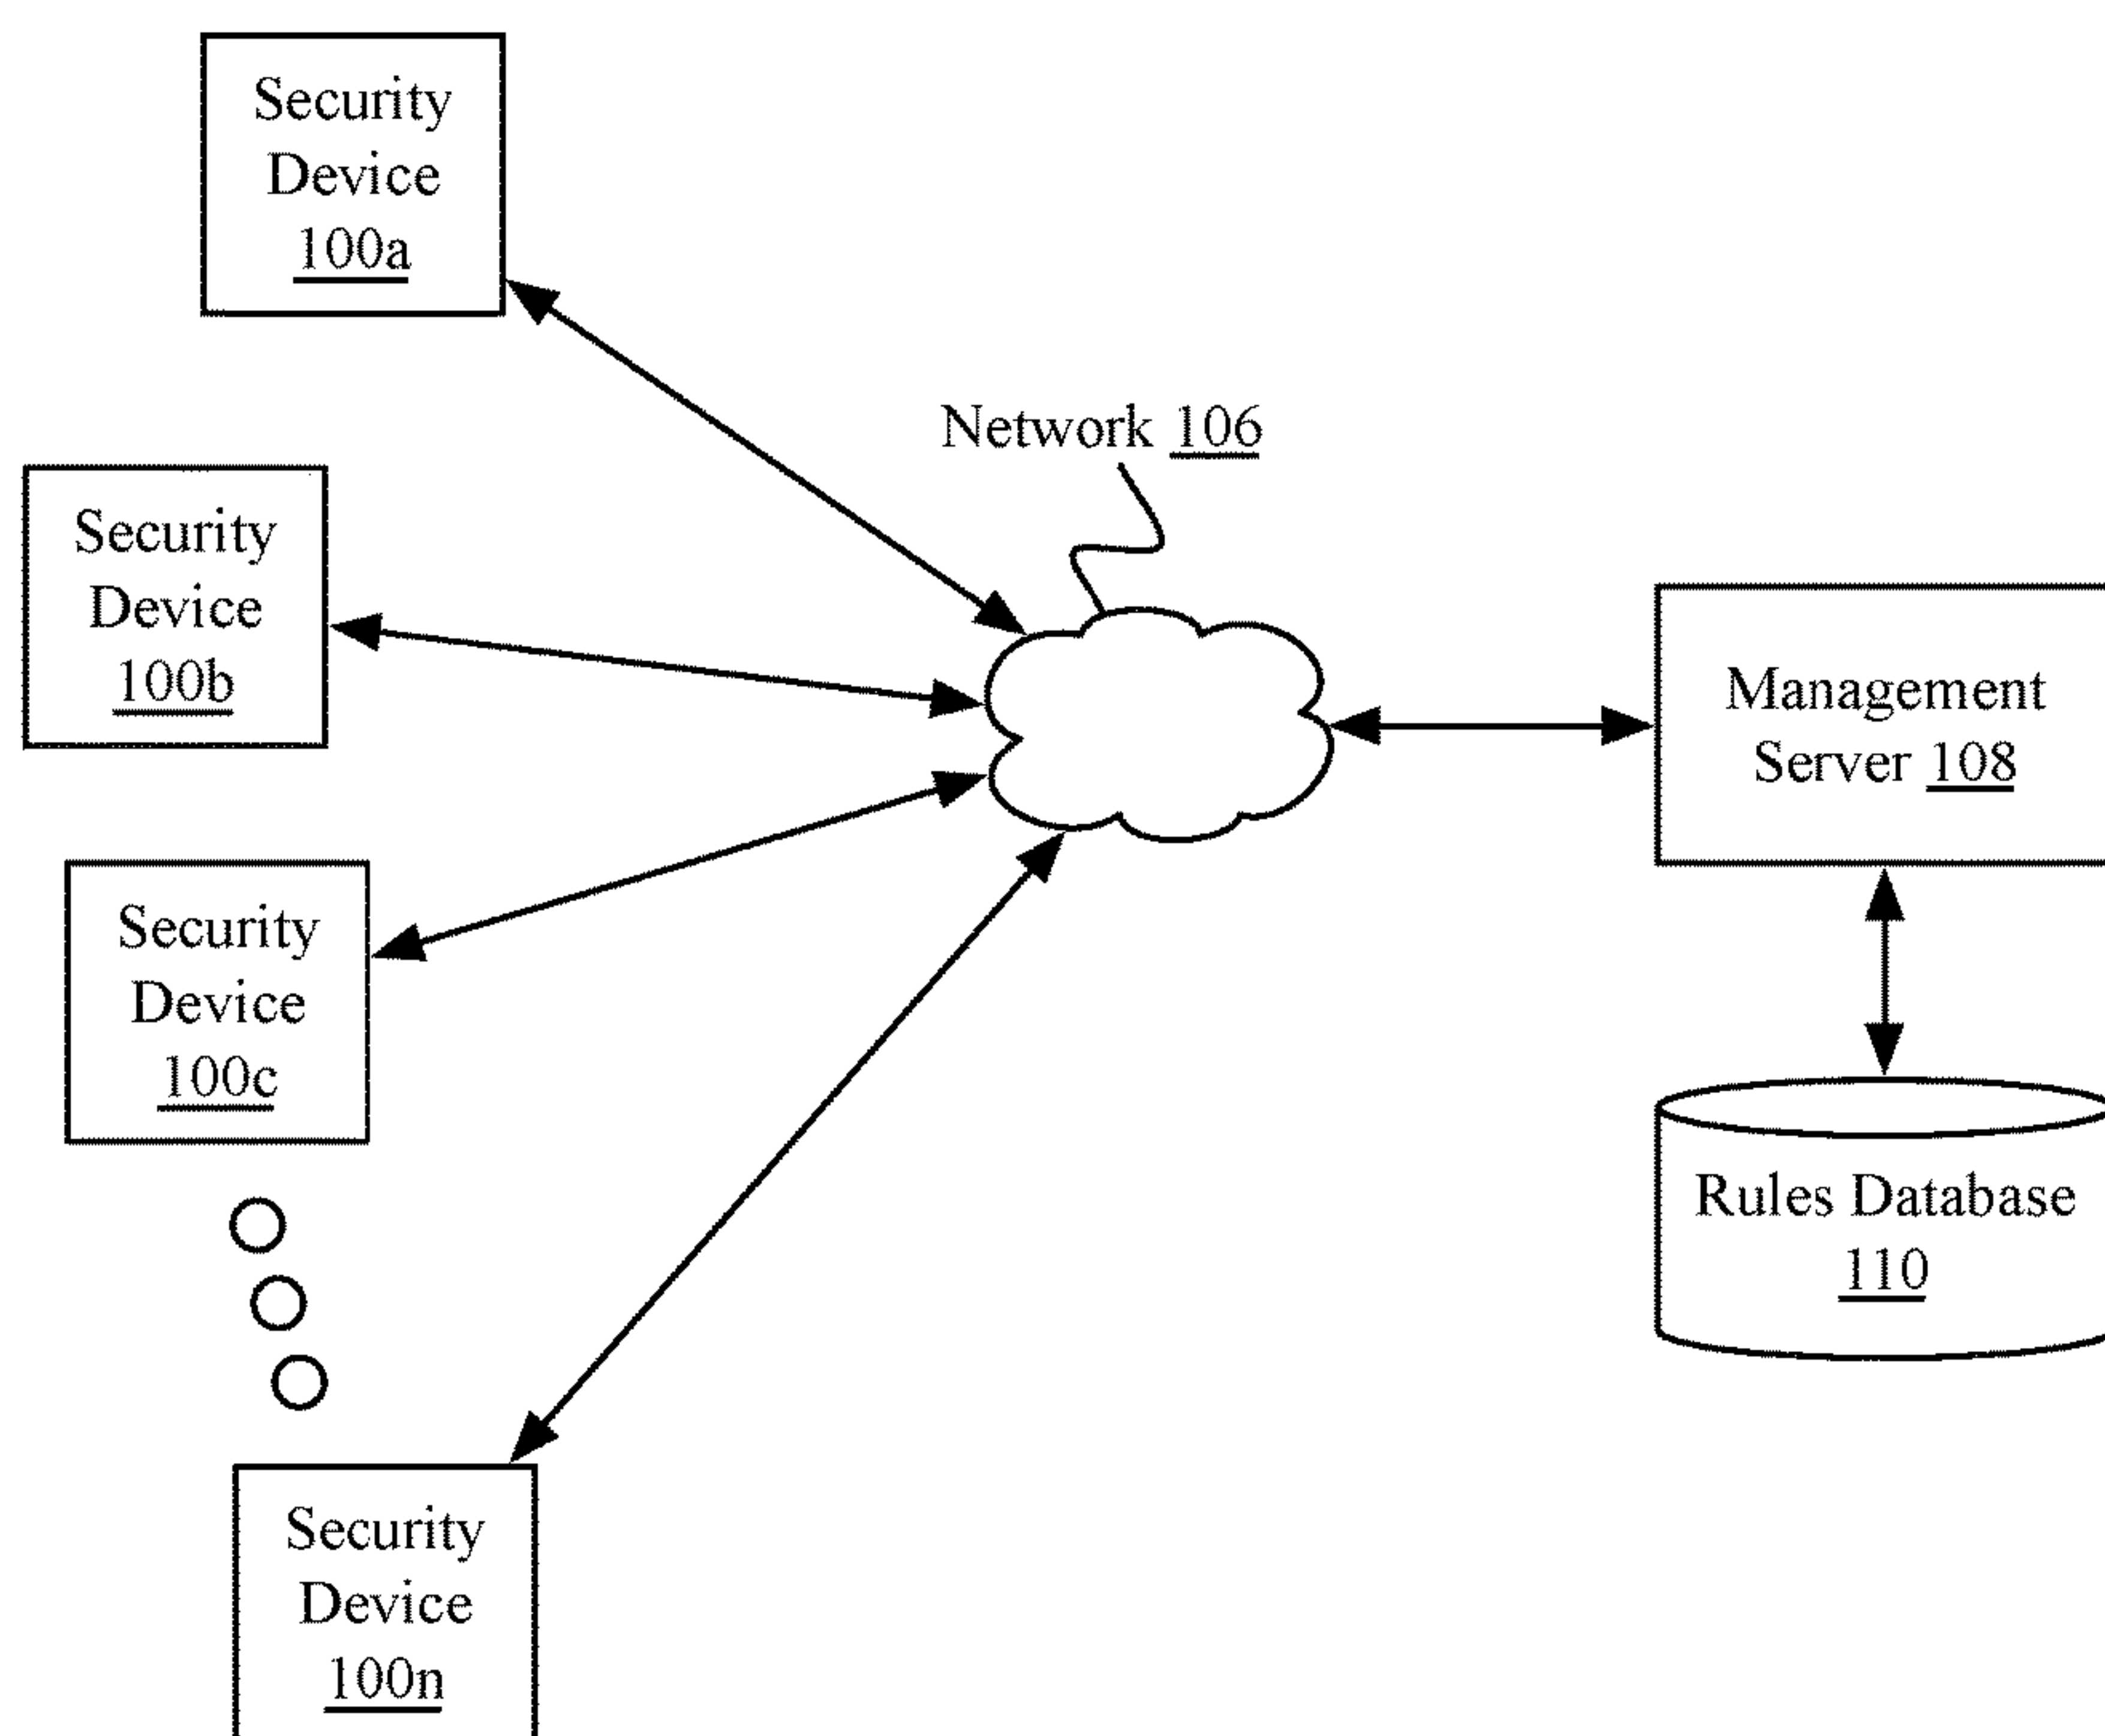 Security
Device
100a
Network 106
Security
Device
100b
Management
Server 108
Security
Device
100c
Rules Database
110
Security
Device
100n